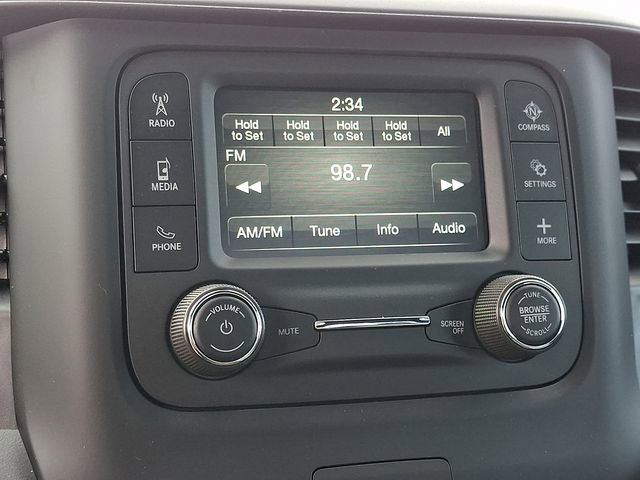 2:34
Hold to Set
Hold to Set
Hold to Set
Hold to Set
All
FM
98.7
AM/FM Tune Info Audio
RADIO
MEDIA
PHONE
N
COMPASS
SETTINGS
MORE
VOLUME
MUTE
SCREEN
OFF
TUNE
BROWSE
ENTER
SCROLL